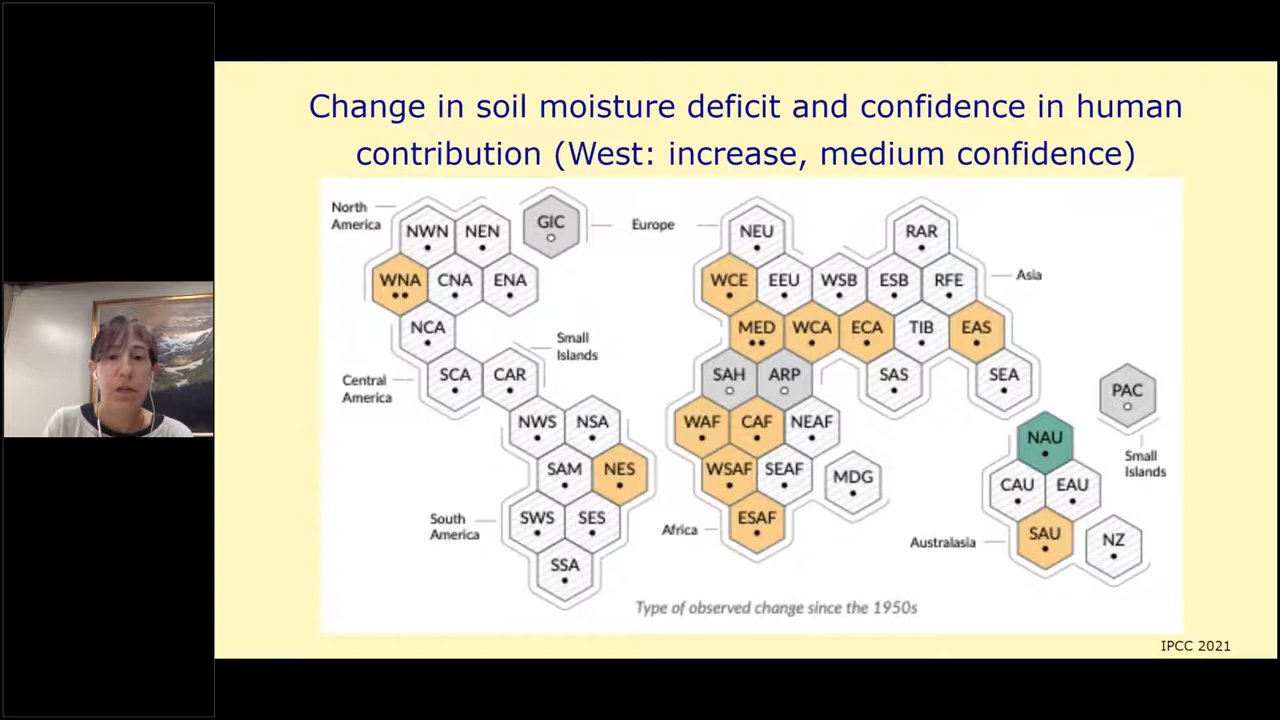 Change in soil moisture deficit and confidence in human
contribution (West: increase, medium confidence)
North
America
NWN
NEN
GIC
Europe
NEU
RAR
WNA
CNA
ENA
WCE
EEU
WSB
ESB
RFE
Asia
NCA
MED
WCA
ECA
TIB
EAS
Small
Islands
Central
America
SCA
CAR
SAH
ARP
SAS
SEA
PAC
NWS
NSA
WAF
CAF
NEAF
NAU
Small
Islands
SAM
NES
WSAF
SEAF
MDG
CAU
EAU
South
America
SWS
SES
Africa
ESAF
Australasia
SAU
NZ
SSA
Type of observed change since the 1950s
IPCC 2021